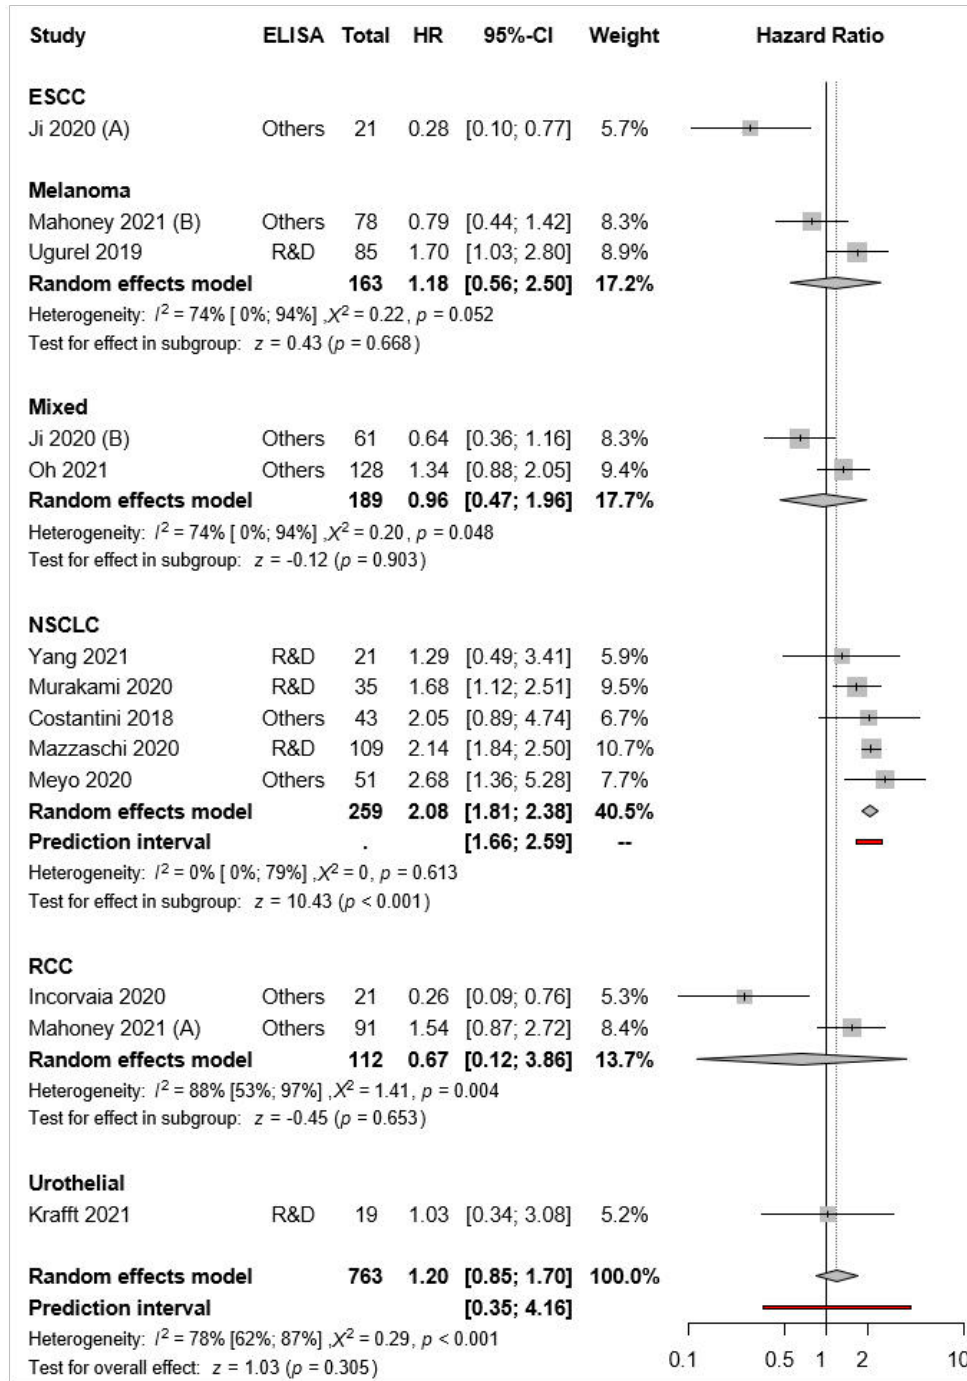 Study ELISA Total HR 95%-CI Weight Hazard Ratio
ESCC
Ji 2020 (A) Others 21 0.28 [0.10; 0.77] 5.7%
Melanoma
Mahoney 2021 (B) Others 78 0.79 [0.44; 1.42] 8.3%
Ugurel 2019 R&D 85 1.70 [1.03; 2.80] 8.9%
Random effects model 163 1.18 [0.56; 2.50] 17.2%
Heterogeneity: I² = 74% [ 0%; 94%] ,X² = 0.22, p = 0.052
Test for effect in subgroup: z = 0.43 (p = 0.668)
Mixed
Ji 2020 (B) Others 61 0.64 [0.36; 1.16] 8.3%
Oh 2021 Others 128 1.34 [0.88; 2.05] 9.4%
Random effects model 189 0.96 [0.47; 1.96] 17.7%
Heterogeneity: I² = 74% [ 0%; 94%] ,X² = 0.20, p = 0.048
Test for effect in subgroup: z = -0.12 (p = 0.903)
NSCLC
Yang 2021 R&D 21 1.29 [0.49; 3.41] 5.9%
Murakami 2020 R&D 35 1.68 [1.12; 2.51] 9.5%
Costantini 2018 Others 43 2.05 [0.89; 4.74] 6.7%
Mazzaschi 2020 R&D 109 2.14 [1.84; 2.50] 10.7%
Meyo 2020 Others 51 2.68 [1.36; 5.28] 7.7%
Random effects model 259 2.08 [1.81; 2.38] 40.5%
Prediction interval . [1.66; 2.59] --
Heterogeneity: I² = 0% [ 0%; 79%] ,X² = 0, p = 0.613
Test for effect in subgroup: z = 10.43 (p < 0.001)
RCC
Incorvaia 2020 Others 21 0.26 [0.09; 0.76] 5.3%
Mahoney 2021 (A) Others 91 1.54 [0.87; 2.72] 8.4%
Random effects model 112 0.67 [0.12; 3.86] 13.7%
Heterogeneity: I² = 88% [53%; 97%] ,X² = 1.41, p = 0.004
Test for effect in subgroup: z = -0.45 (p = 0.653)
Urothelial
Krafft 2021 R&D 19 1.03 [0.34; 3.08] 5.2%
Random effects model 763 1.20 [0.85; 1.70] 100.0%
Prediction interval [0.35; 4.16]
Heterogeneity: I² = 78% [62%; 87%] ,X² = 0.29, p < 0.001
Test for overall effect: z = 1.03 (p = 0.305)
0.1 0.5 1 2 10